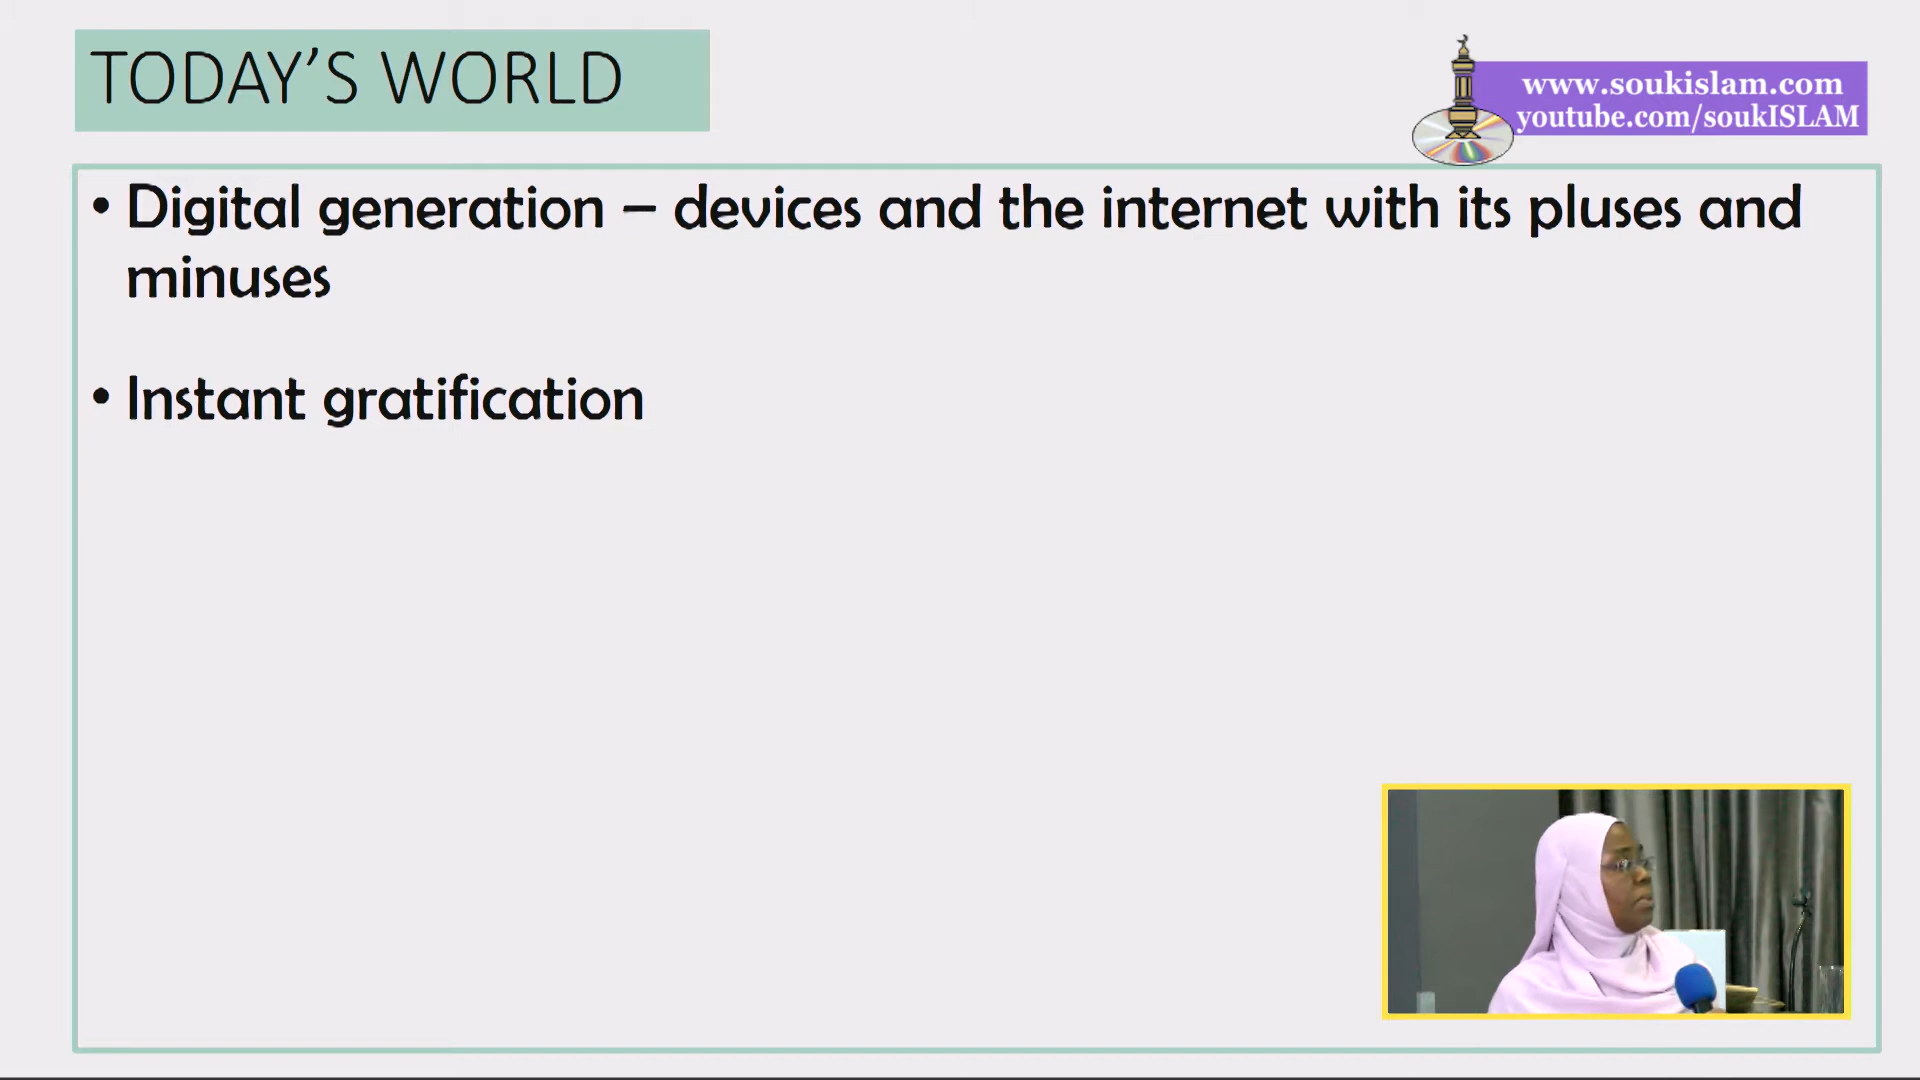 TODAY’S WORLD
www.soukislam.com
youtube.com/soukISLAM
• Digital generation – devices and the internet with its pluses and
minuses
• Instant gratification